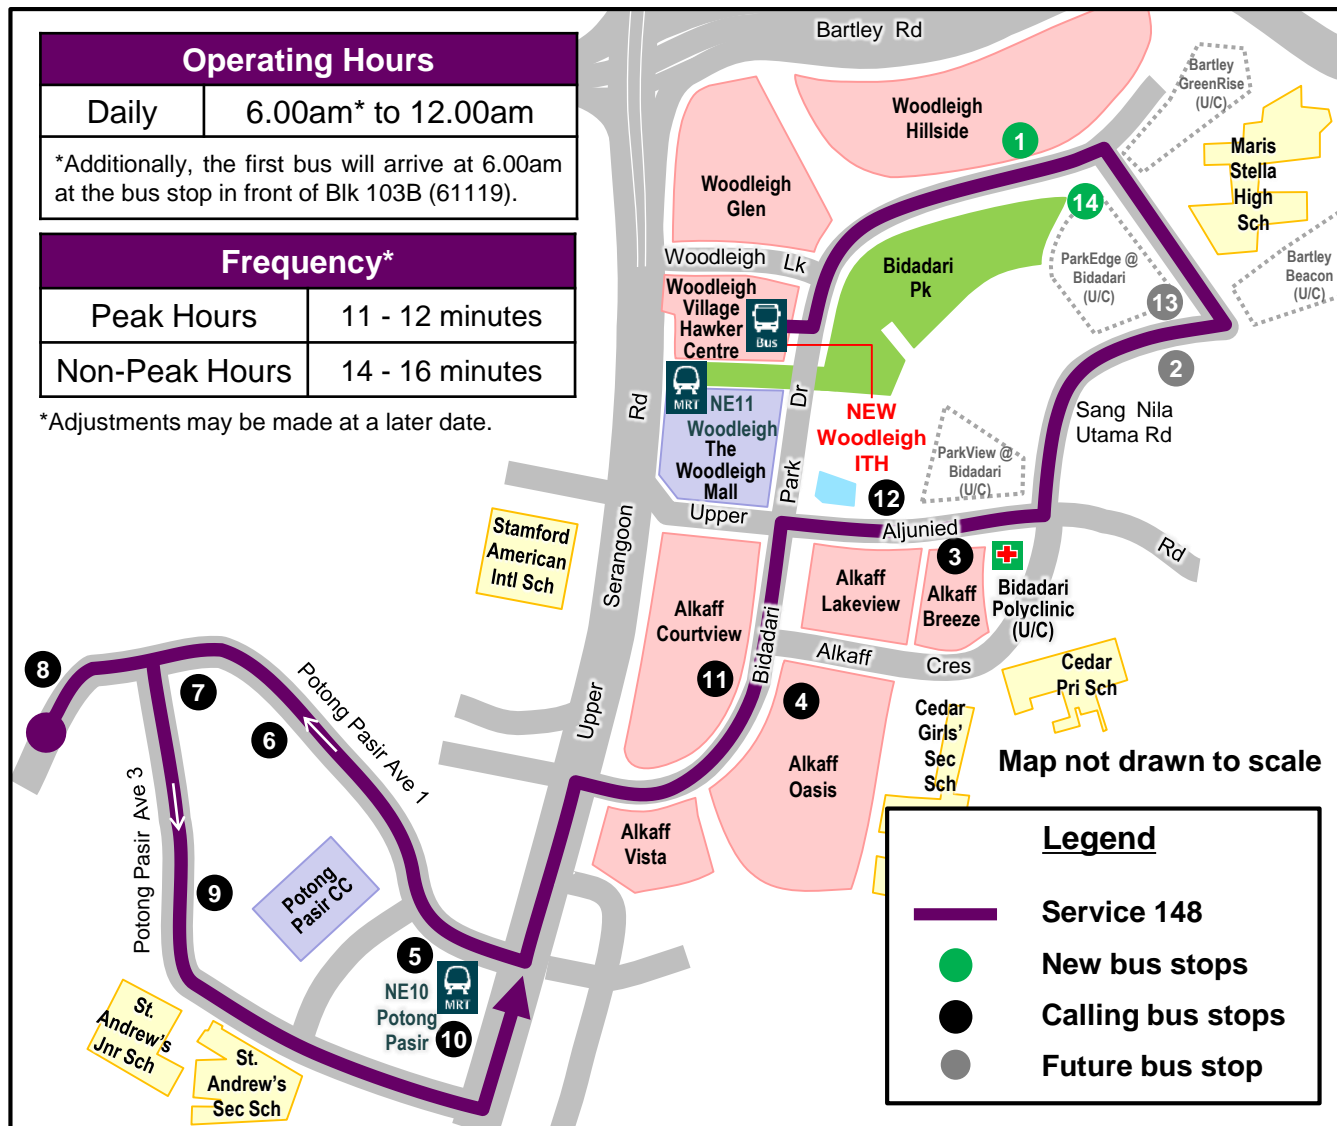 Operating Hours
Daily
6.00am* to 12.00am
*Additionally, the first bus will arrive at 6.00am
at the bus stop in front of Blk 103B (61119).
Frequency*
Peak Hours
11 - 12 minutes
Non-Peak Hours
14 - 16 minutes
*Adjustments may be made at a later date.
Bartley Rd
Woodleigh
Hillside
1
Bartley
GreenRise
(U/C)
Maris
Stella
High
Sch
Woodleigh
Glen
14
Woodleigh Lk
Bidadari
Pk
ParkEdge @
Bidadari
(U/C)
13
Bartley
Beacon
(U/C)
Woodleigh
Village
Hawker
Centre
Bus
2
MRT
NE11
Woodleigh
The
Woodleigh
Mall
NEW
Woodleigh
ITH
Sang Nila
Utama Rd
ParkView @
Bidadari
(U/C)
12
Upper Aljunied Rd
Bidadari Park Dr
Upper Serangoon Rd
Stamford
American
Intl Sch
3
Alkaff
Courtview
Alkaff
Lakeview
Alkaff
Breeze
Bidadari
Polyclinic
(U/C)
Alkaff Cres
Cedar
Pri Sch
11
4
Cedar
Girls'
Sec
Sch
Alkaff
Oasis
Alkaff
Vista
8
7
6
Potong Pasir Ave 1
Potong Pasir Ave 3
9
Potong
Pasir CC
5
MRT
NE10
Potong
Pasir
10
St.
Andrew's
Jnr Sch
St.
Andrew's
Sec Sch
Map not drawn to scale
Legend
Service 148
New bus stops
Calling bus stops
Future bus stop